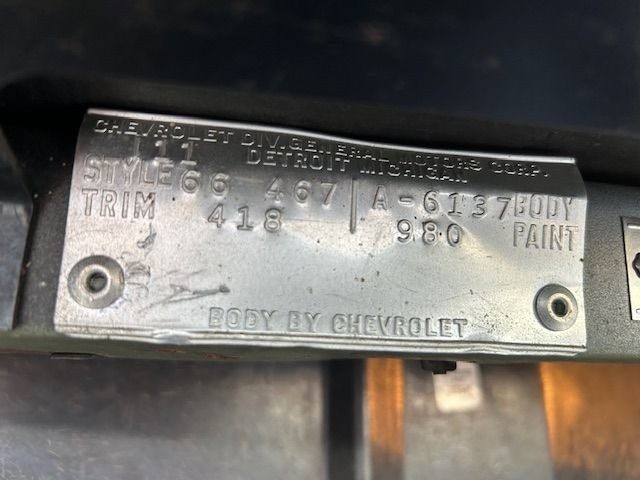 CHEVROLET DIV. GENERAL MOTORS CORP.
111 DETROIT MICHIGAN
STYLE 66 467 A-6137 BODY
TRIM 418 980 PAINT
BODY BY CHEVROLET